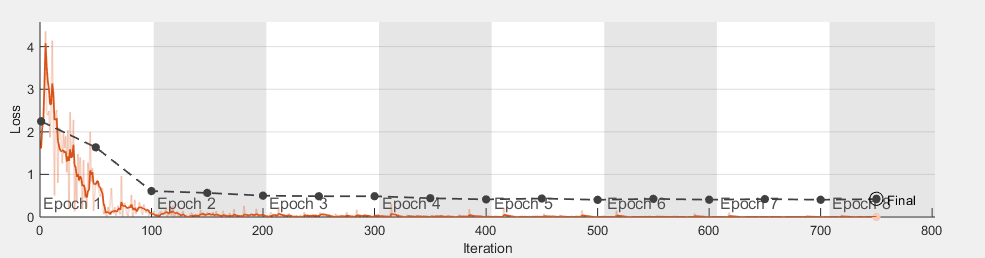 4
3
2
1
0
Loss
Epoch 1
Epoch 2
Epoch 3
Epoch 4
Epoch 5
Epoch 6
Epoch 7
Epoch 8
Final
0 100 200 300 400 500 600 700 800
Iteration